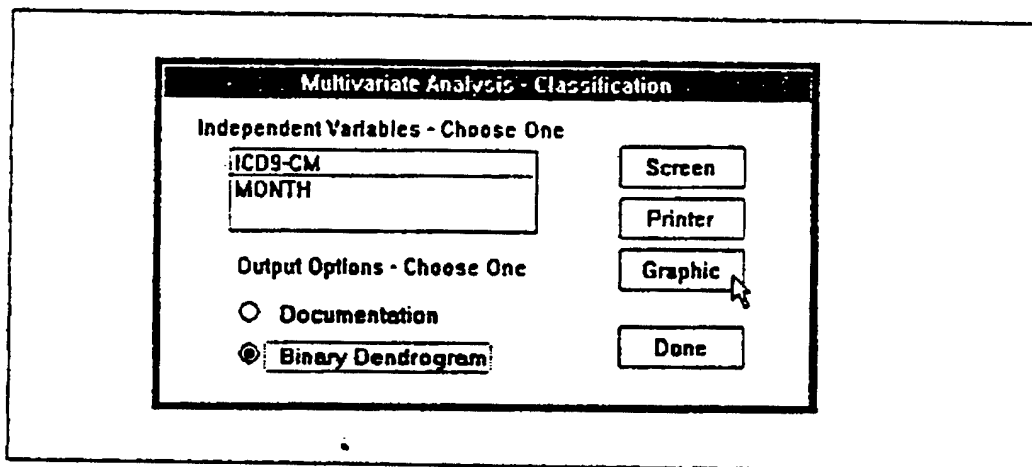 Multivariate Analysis - Classification
Independent Variables - Choose One
ICD9-CM
MONTH
Screen
Printer
Output Options - Choose One
Graphic
Documentation
Binary Dendrogram
Done